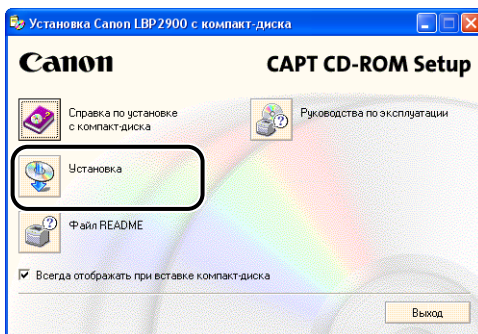 Установка Canon LBP2900 с компакт-диска
Canon
CAPT CD-ROM Setup
Справка по установке
с компакт-диска
Руководства по эксплуатации
Установка
Файл README
Всегда отображать при вставке компакт-диска
Выход